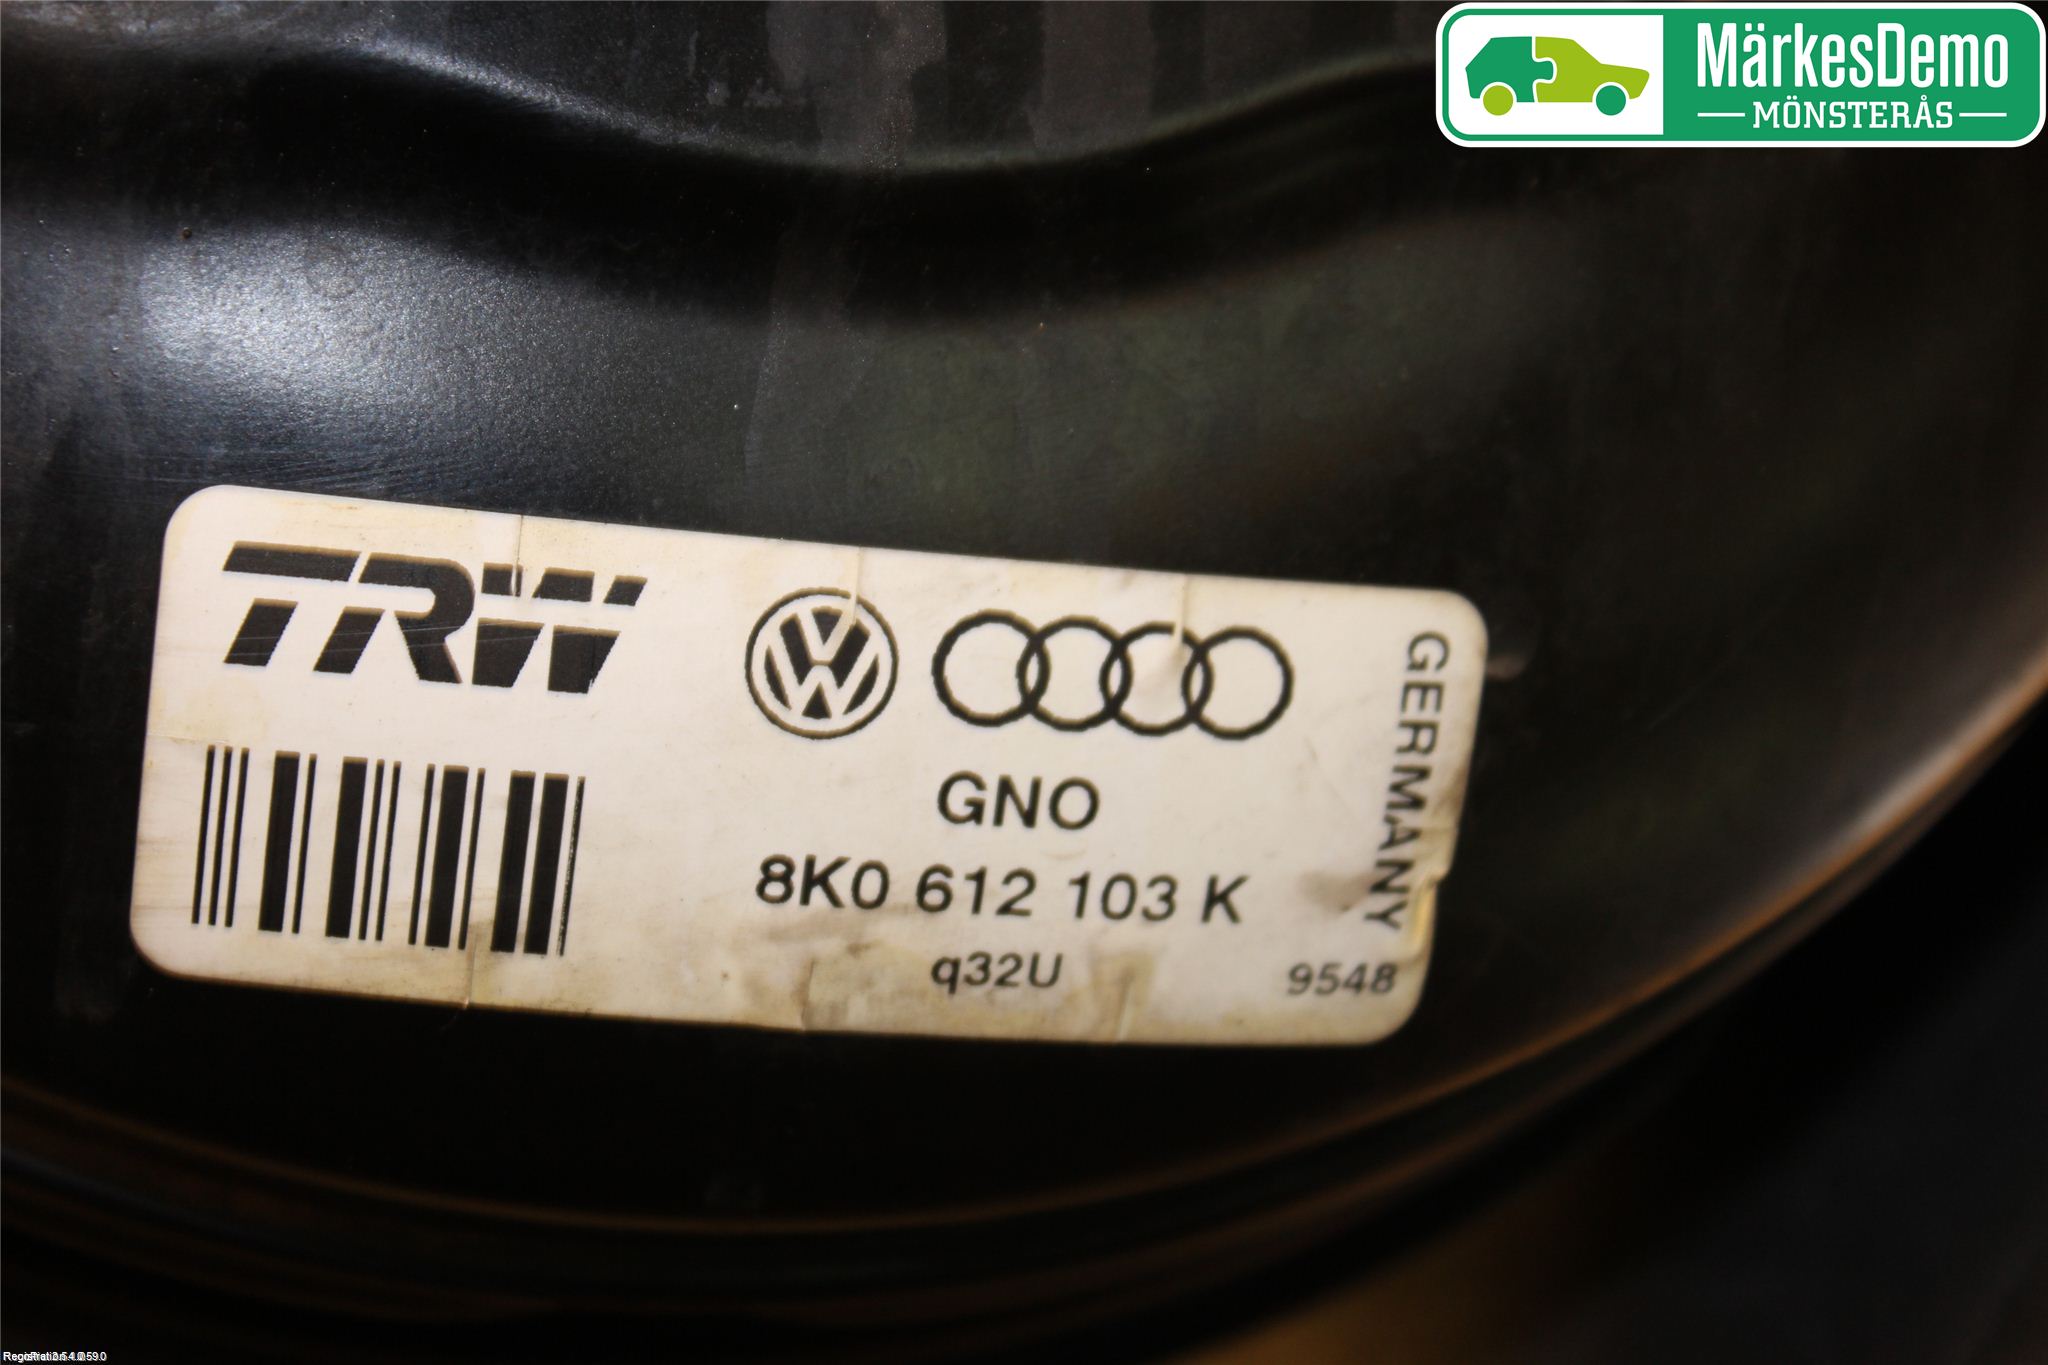 MärkesDemo
MÖNSTERÅS
TRW
GNO
8K0 612 103 K
q32U
9548
GERMANY